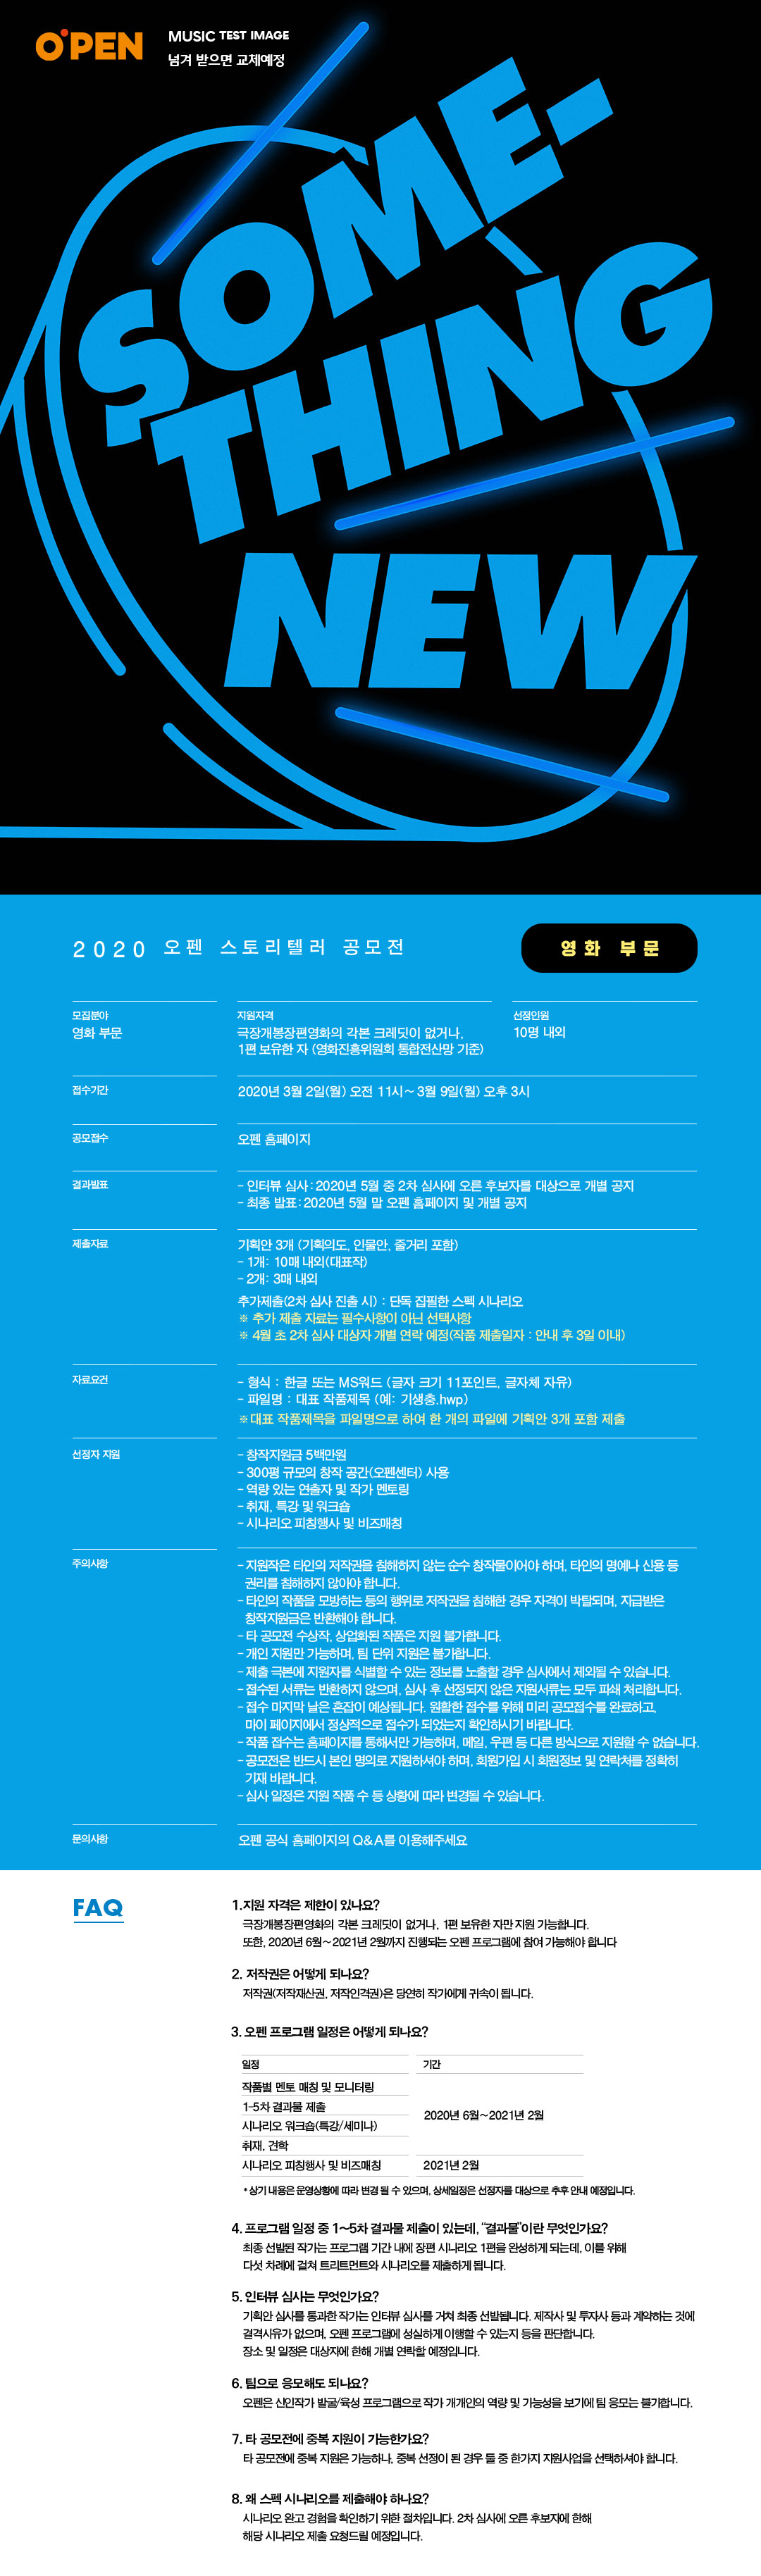 O'PEN
MUSIC TEST IMAGE
넘겨 받으면 교체예정
SOME-
THING
NEW
2020 오펜 스토리텔러 공모전
영화 부문
모집분야
영화 부문
지원자격
극장개봉장편영화의 각본 크레딧이 없거나,
1편 보유한 자 (영화진흥위원회 통합전산망 기준)
선정인원
10명 내외
접수기간
2020년 3월 2일(월) 오전 11시~ 3월 9일(월) 오후 3시
공모접수
오펜 홈페이지
결과발표
- 인터뷰 심사 : 2020년 5월 중 2차 심사에 오른 후보자를 대상으로 개별 공지
- 최종 발표 : 2020년 5월 말 오펜 홈페이지 및 개별 공지
제출자료
기획안 3개 (기획의도, 인물안, 줄거리 포함)
- 1개: 10매 내외(대표작)
- 2개: 3매 내외
추가제출(2차 심사 진출 시) : 단독 집필한 스펙 시나리오
※ 추가 제출 자료는 필수사항이 아닌 선택사항
※ 4월 초 2차 심사 대상자 개별 연락 예정(작품 제출일자 : 안내 후 3일 이내)
자료요건
- 형식 : 한글 또는 MS워드 (글자 크기 11포인트, 글자체 자유)
- 파일명 : 대표 작품제목 (예: 기생충.hwp)
※대표 작품제목을 파일명으로 하여 한 개의 파일에 기획안 3개 포함 제출
선정자 지원
- 창작지원금 5백만원
- 300평 규모의 창작 공간(오펜센터) 사용
- 역량 있는 연출자 및 작가 멘토링
- 취재, 특강 및 워크숍
- 시나리오 피칭행사 및 비즈매칭
주의사항
- 지원작은 타인의 저작권을 침해하지 않는 순수 창작물이어야 하며, 타인의 명예나 신용 등
권리를 침해하지 않아야 합니다.
- 타인의 작품을 모방하는 등의 행위로 저작권을 침해한 경우 자격이 박탈되며, 지급받은
창작지원금은 반환해야 합니다.
- 타 공모전 수상작, 상업화된 작품은 지원 불가합니다.
- 개인 지원만 가능하며, 팀 단위 지원은 불가합니다.
- 제출 극본에 지원자를 식별할 수 있는 정보를 노출할 경우 심사에서 제외될 수 있습니다.
- 접수된 서류는 반환하지 않으며, 심사 후 선정되지 않은 지원서류는 모두 파쇄 처리합니다.
- 접수 마지막 날은 혼잡이 예상됩니다. 원활한 접수를 위해 미리 공모접수를 완료하고,
마이 페이지에서 정상적으로 접수가 되었는지 확인하시기 바랍니다.
- 작품 접수는 홈페이지를 통해서만 가능하며, 메일, 우편 등 다른 방식으로 지원할 수 없습니다.
- 공모전은 반드시 본인 명의로 지원하셔야 하며, 회원가입 시 회원정보 및 연락처를 정확히
기재 바랍니다.
- 심사 일정은 지원 작품 수 등 상황에 따라 변경될 수 있습니다.
문의사항
오펜 공식 홈페이지의 Q&A를 이용해주세요
FAQ
1.지원 자격은 제한이 있나요?
극장개봉장편영화의 각본 크레딧이 없거나, 1편 보유한 자만 지원 가능합니다.
또한, 2020년 6월~2021년 2월까지 진행되는 오펜 프로그램에 참여 가능해야 합니다
2. 저작권은 어떻게 되나요?
저작권(저작재산권, 저작인격권)은 당연히 작가에게 귀속이 됩니다.
3. 오펜 프로그램 일정은 어떻게 되나요?
일정 기간
작품별 멘토 매칭 및 모니터링
1-5차 결과물 제출
2020년 6월~2021년 2월
시나리오 워크숍(특강/세미나)
취재, 견학
시나리오 피칭행사 및 비즈매칭 2021년 2월
* 상기 내용은 운영상황에 따라 변경 될 수 있으며, 상세일정은 선정자를 대상으로 추후 안내 예정입니다.
4. 프로그램 일정 중 1~5차 결과물 제출이 있는데, "결과물"이란 무엇인가요?
최종 선발된 작가는 프로그램 기간 내에 장편 시나리오 1편을 완성하게 되는데, 이를 위해
다섯 차례에 걸쳐 트리트먼트와 시나리오를 제출하게 됩니다.
5. 인터뷰 심사는 무엇인가요?
기획안 심사를 통과한 작가는 인터뷰 심사를 거쳐 최종 선발됩니다. 제작사 및 투자사 등과 계약하는 것에
결격사유가 없으며, 오펜 프로그램에 성실하게 이행할 수 있는지 등을 판단합니다.
장소 및 일정은 대상자에 한해 개별 연락할 예정입니다.
6. 팀으로 응모해도 되나요?
오펜은 신인작가 발굴/육성 프로그램으로 작가 개개인의 역량 및 가능성을 보기에 팀 응모는 불가합니다.
7. 타 공모전에 중복 지원이 가능한가요?
타 공모전에 중복 지원은 가능하나, 중복 선정이 된 경우 둘 중 한가지 지원사업을 선택하셔야 합니다.
8. 왜 스펙 시나리오를 제출해야 하나요?
시나리오 완고 경험을 확인하기 위한 절차입니다. 2차 심사에 오른 후보자에 한해
해당 시나리오 제출 요청드릴 예정입니다.